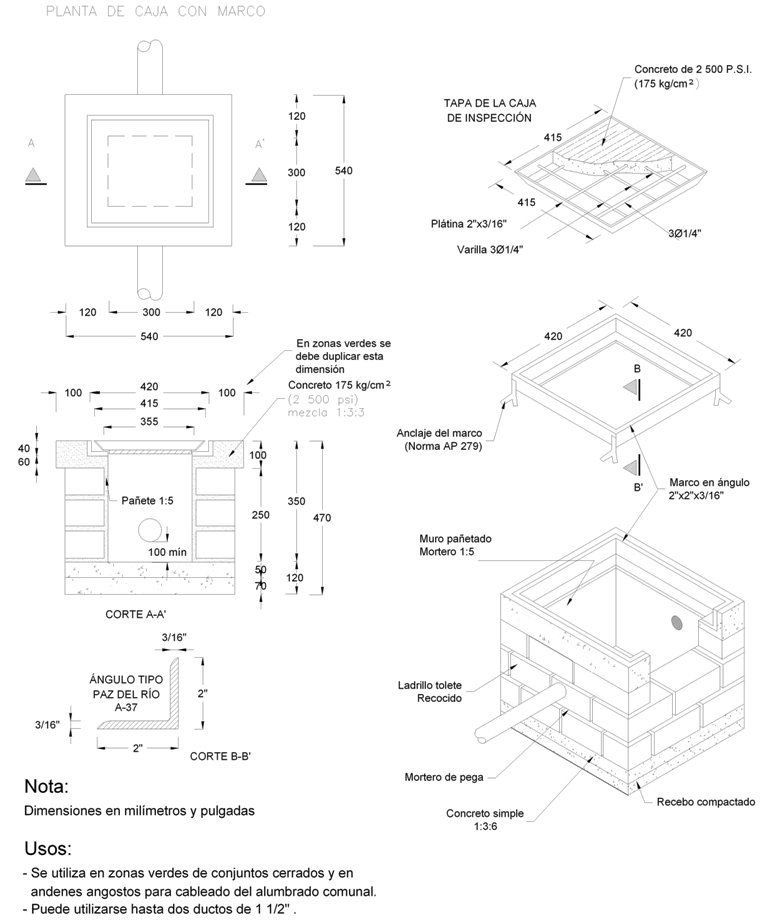 PLANTA DE CAJA CON MARCO
A
A'
120
300
120
540
120
300
120
540
TAPA DE LA CAJA
DE INSPECCIÓN
Concreto de 2 500 P.S.I.
(175 kg/cm²)
415
415
Plátina 2"x3/16"
Varilla 3Ø1/4"
3Ø1/4"
En zonas verdes se
debe duplicar esta
dimensión
Concreto 175 kg/cm²
(2 500 psi)
mezcla 1:3:3
100
420
100
415
355
40
60
100
Pañete 1:5
250
350
470
100 min
50
70
120
CORTE A-A'
420
420
B
B'
Anclaje del marco
(Norma AP 279)
Marco en ángulo
2"x2"x3/16"
Muro pañetado
Mortero 1:5
Ladrillo tolete
Recocido
Mortero de pega
Concreto simple
1:3:6
Recebo compactado
3/16"
ÁNGULO TIPO
PAZ DEL RÍO
A-37
2"
3/16"
2"
CORTE B-B'
Nota:
Dimensiones en milímetros y pulgadas
Usos:
- Se utiliza en zonas verdes de conjuntos cerrados y en
andenes angostos para cableado del alumbrado comunal.
- Puede utilizarse hasta dos ductos de 1 1/2" .